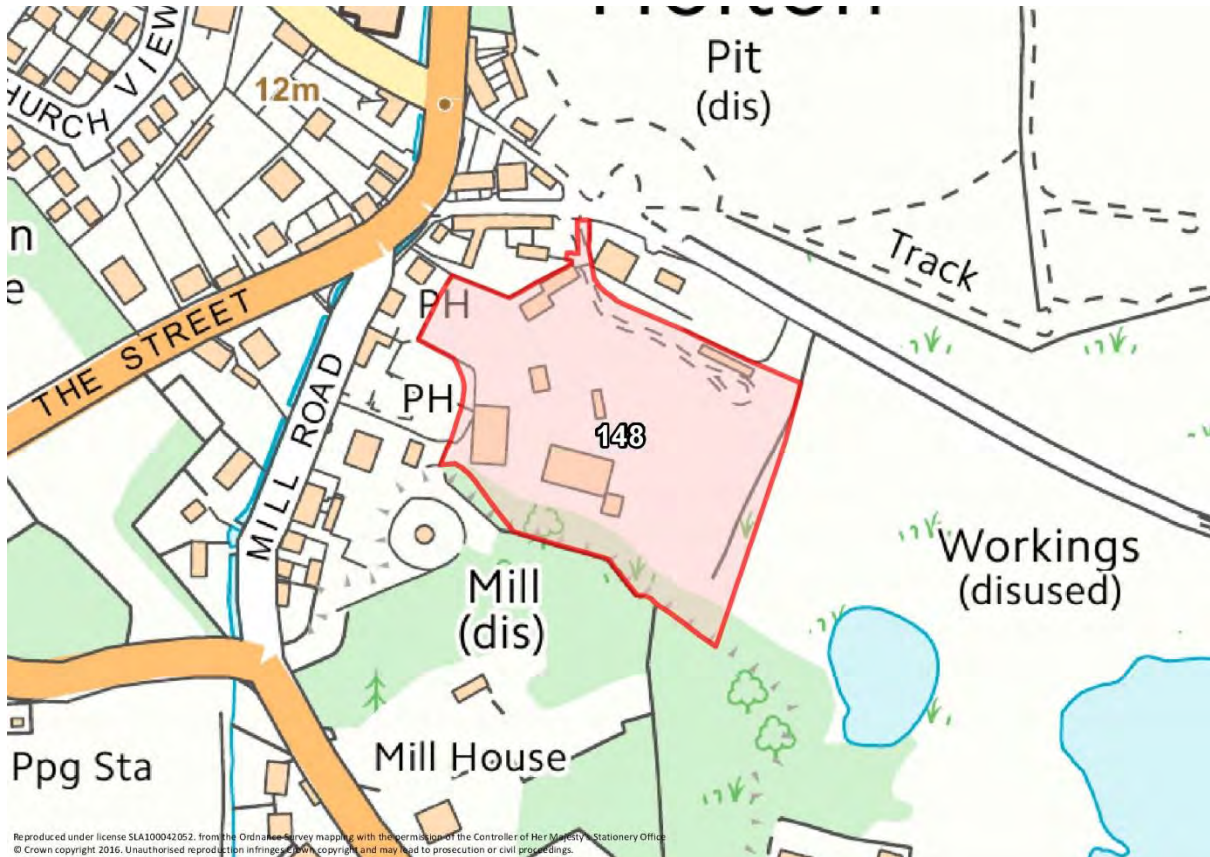 Holton
Pit
(dis)
CHURCH VIEW
12m
n
e
Track
THE STREET
PH
PH
MILL ROAD
148
Workings
(disused)
Mill
(dis)
Mill House
Ppg Sta
Reproduced under license SLA100042052. from the Ordnance Survey mapping with the permission of the Controller of Her Majesty's Stationery Office
© Crown copyright 2016. Unauthorised reproduction infringes Crown copyright and may lead to prosecution or civil proceedings.